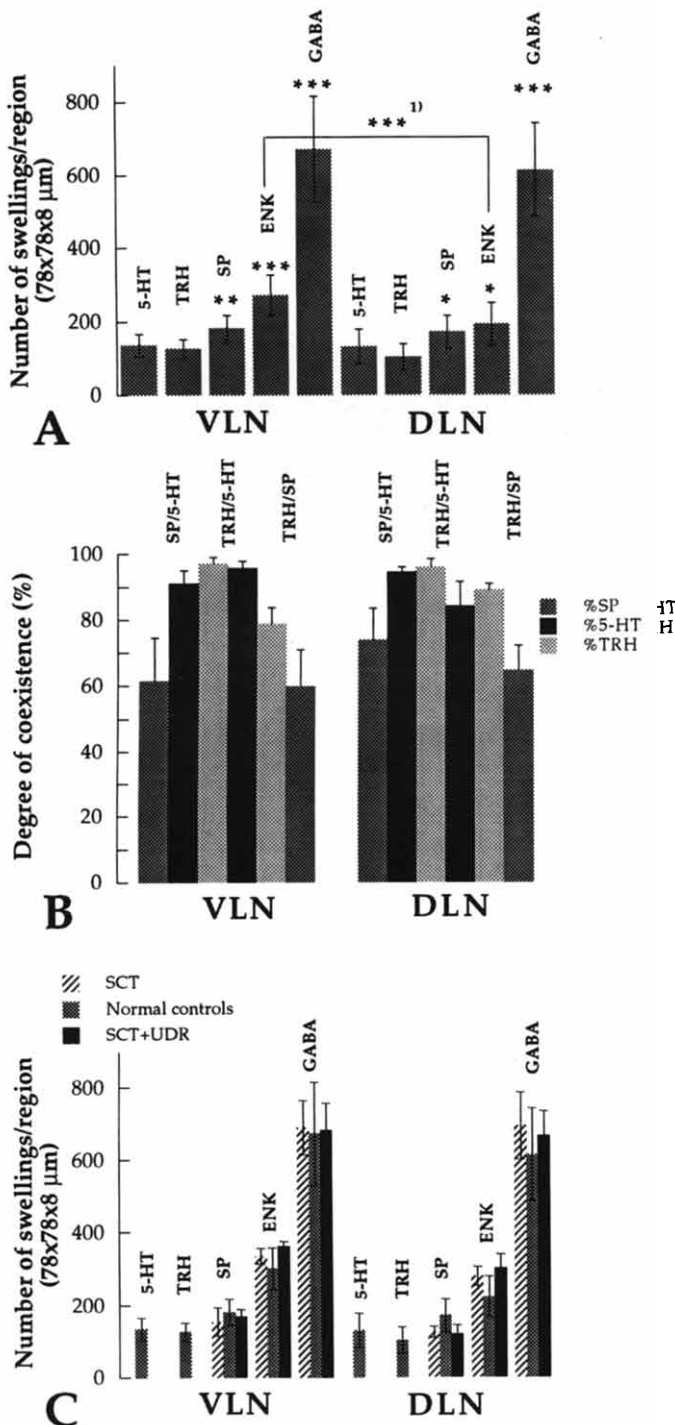 GABA
GABA
800
600
400
200
0
Number of swellings/region
(78x78x8 μm)
***
***
*** 1)
ENK
***
ENK
*
SP
**
SP
*
5-HT
TRH
5-HT
TRH
VLN
DLN
A
SP/5-HT
TRH/5-HT
TRH/SP
SP/5-HT
TRH/5-HT
TRH/SP
100
80
60
40
20
0
Degree of coexistence (%)
%SP
%5-HT
%TRH
HT
H
VLN
DLN
B
SCT
Normal controls
SCT+UDR
GABA
GABA
800
600
400
200
0
Number of swellings/region
(78x78x8 μm)
5-HT
TRH
SP
ENK
5-HT
TRH
SP
ENK
VLN
DLN
C